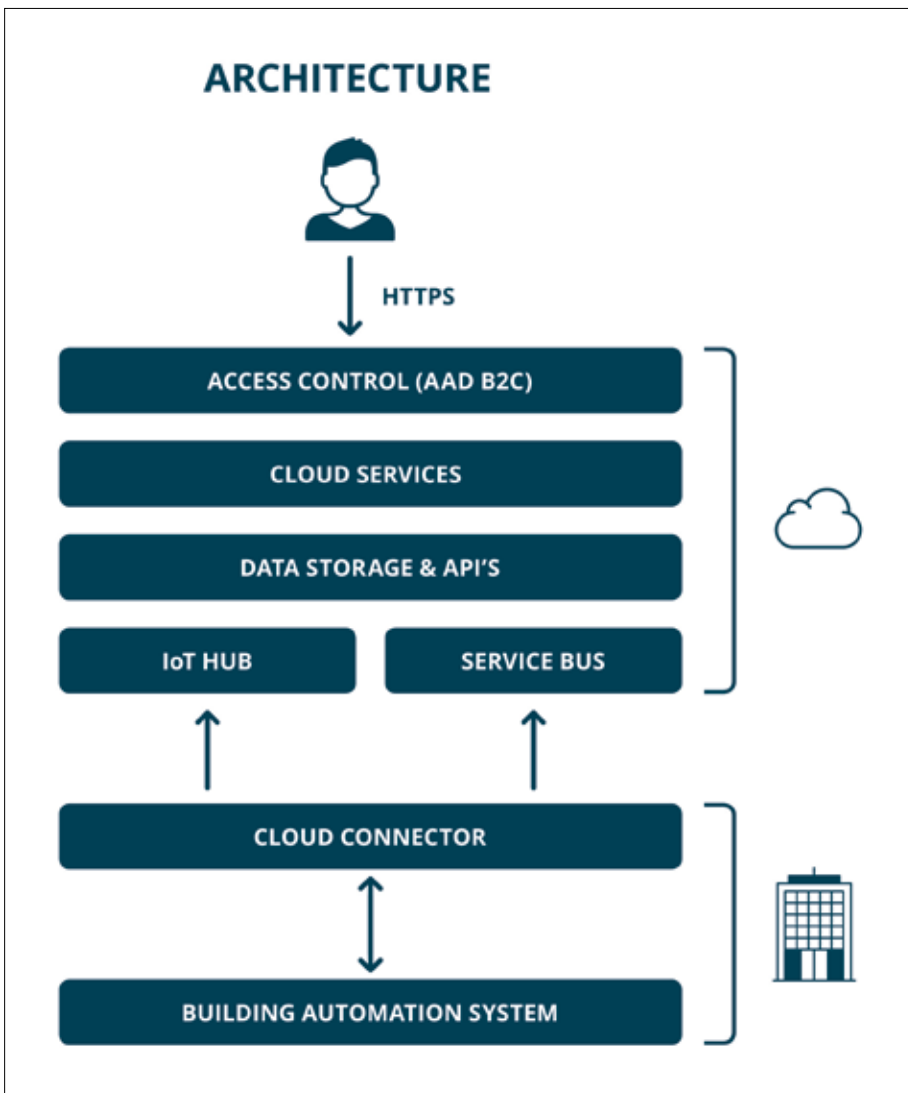 ARCHITECTURE
HTTPS
ACCESS CONTROL (AAD B2C)
CLOUD SERVICES
DATA STORAGE & API'S
IoT HUB
SERVICE BUS
CLOUD CONNECTOR
BUILDING AUTOMATION SYSTEM